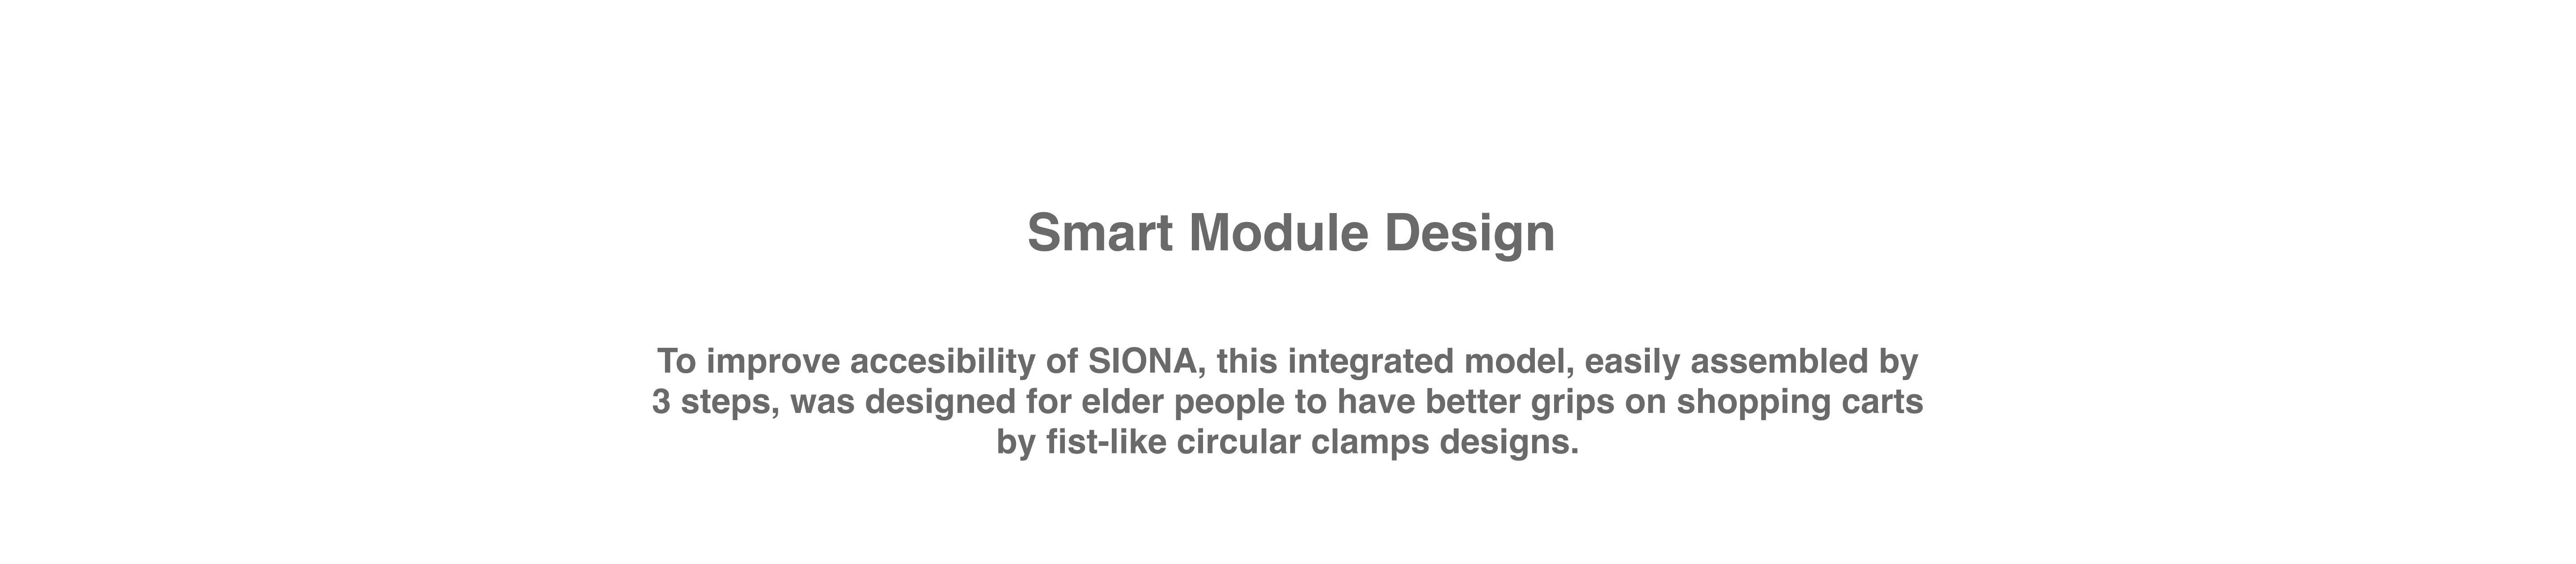 Smart Module Design
To improve accesibility of SIONA, this integrated model, easily assembled by
3 steps, was designed for elder people to have better grips on shopping carts
by fist-like circular clamps designs.